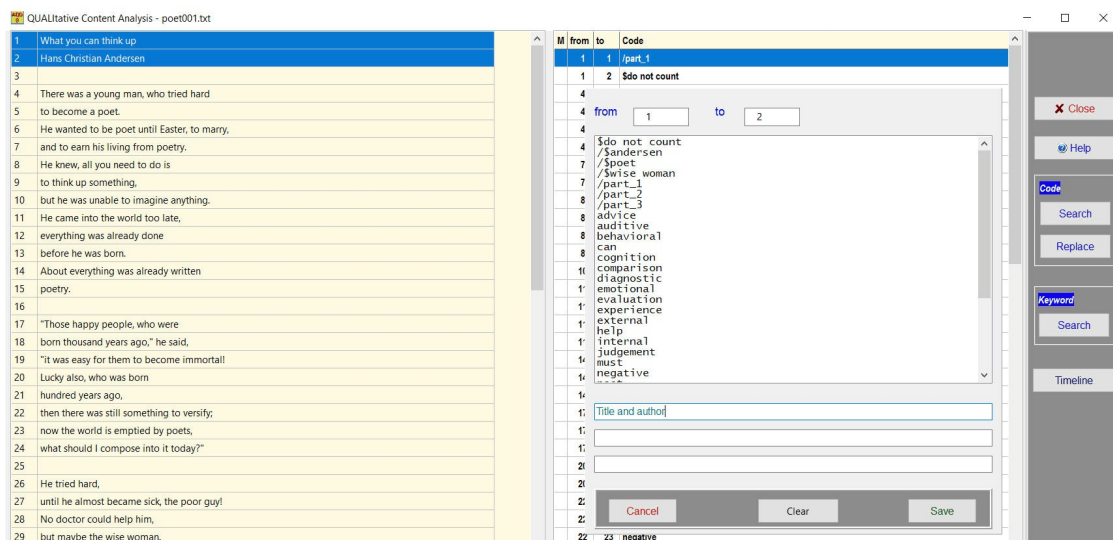 QUALItative Content Analysis - poet001.txt
1 What you can think up
2 Hans Christian Andersen
3
4 There was a young man, who tried hard
5 to become a poet.
6 He wanted to be poet until Easter, to marry,
7 and to earn his living from poetry.
8 He knew, all you need to do is
9 to think up something,
10 but he was unable to imagine anything.
11 He came into the world too late,
12 everything was already done
13 before he was born.
14 About everything was already written
15 poetry.
16
17 "Those happy people, who were
18 born thousand years ago," he said,
19 "it was easy for them to become immortal!
20 Lucky also, who was born
21 hundred years ago,
22 then there was still something to versify;
23 now the world is emptied by poets,
24 what should I compose into it today?"
25
26 He tried hard,
27 until he almost became sick, the poor guy!
28 No doctor could help him,
29 but maybe the wise woman.
M from to Code
1 1 /part_1
1 2 $do not count
4
4
4
4
7
7
8
8
8
8
22 23 negative
from 1 to 2
$do not count
/$andersen
/$poet
/$wise woman
/part_1
/part_2
/part_3
advice
auditive
behavioral
can
cognition
comparison
diagnostic
emotional
evaluation
experience
external
help
internal
judgement
must
negative
Title and author
Cancel Clear Save
Close
Help
Code
Search
Replace
Keyword
Search
Timeline